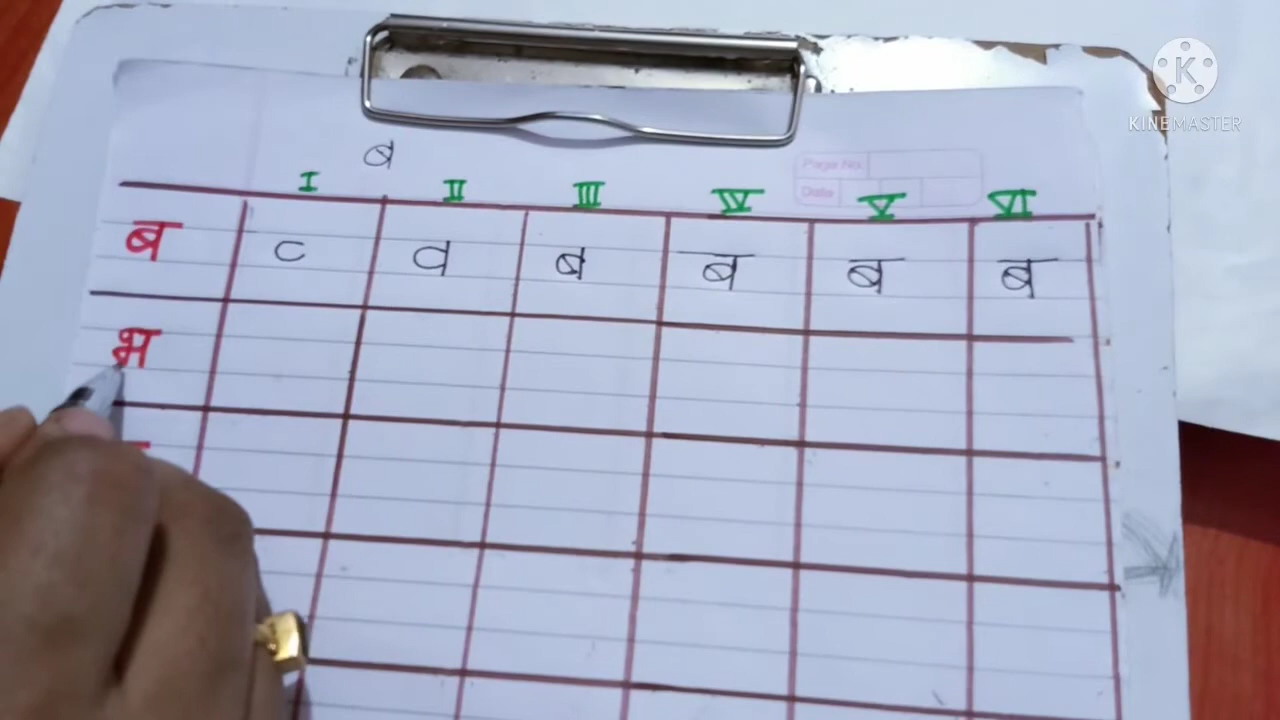 KINEMASTER
ब
Page No.
Date
I II III IV V VI
ब c d ब ब ब ब
भ